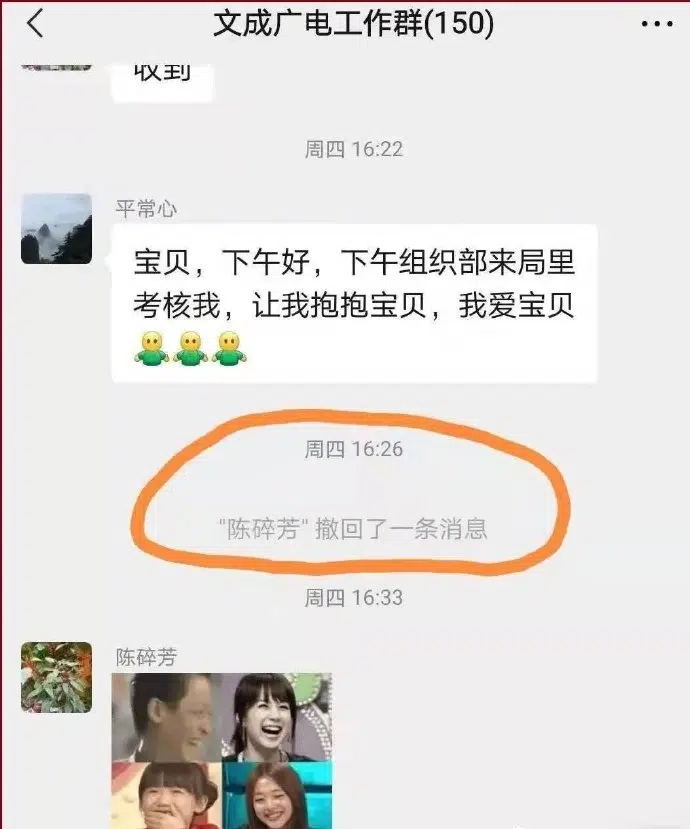 文成广电工作群(150)
收到
周四 16:22
平常心
宝贝，下午好，下午组织部来局里
考核我，让我抱抱宝贝，我爱宝贝
周四 16:26
"陈碎芳" 撤回了一条消息
周四 16:33
陈碎芳